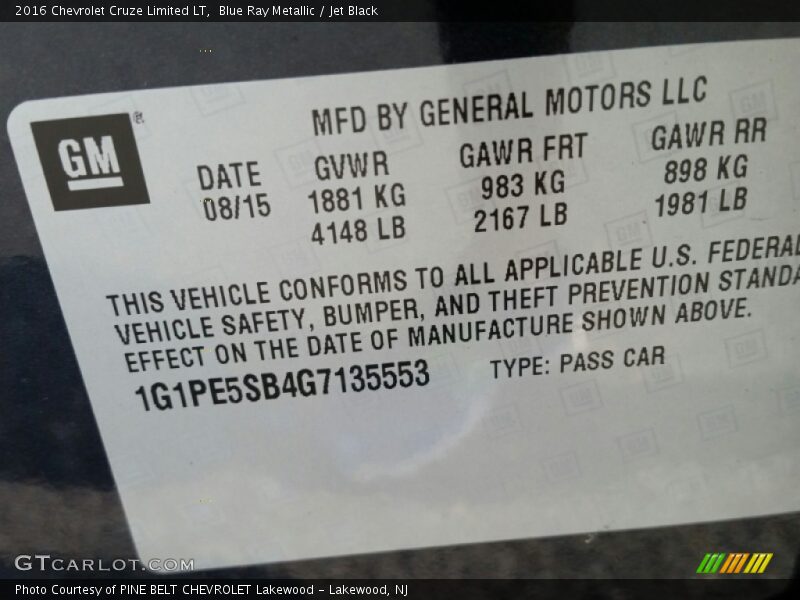 2016 Chevrolet Cruze Limited LT, Blue Ray Metallic / Jet Black
GM
MFD BY GENERAL MOTORS LLC
DATE GVWR GAWR FRT GAWR RR
08/15 1881 KG 983 KG 898 KG
4148 LB 2167 LB 1981 LB
THIS VEHICLE CONFORMS TO ALL APPLICABLE U.S. FEDERAL
VEHICLE SAFETY, BUMPER, AND THEFT PREVENTION STANDA
EFFECT ON THE DATE OF MANUFACTURE SHOWN ABOVE.
1G1PE5SB4G7135553 TYPE: PASS CAR
GTCARLOT.COM
Photo Courtesy of PINE BELT CHEVROLET Lakewood - Lakewood, NJ